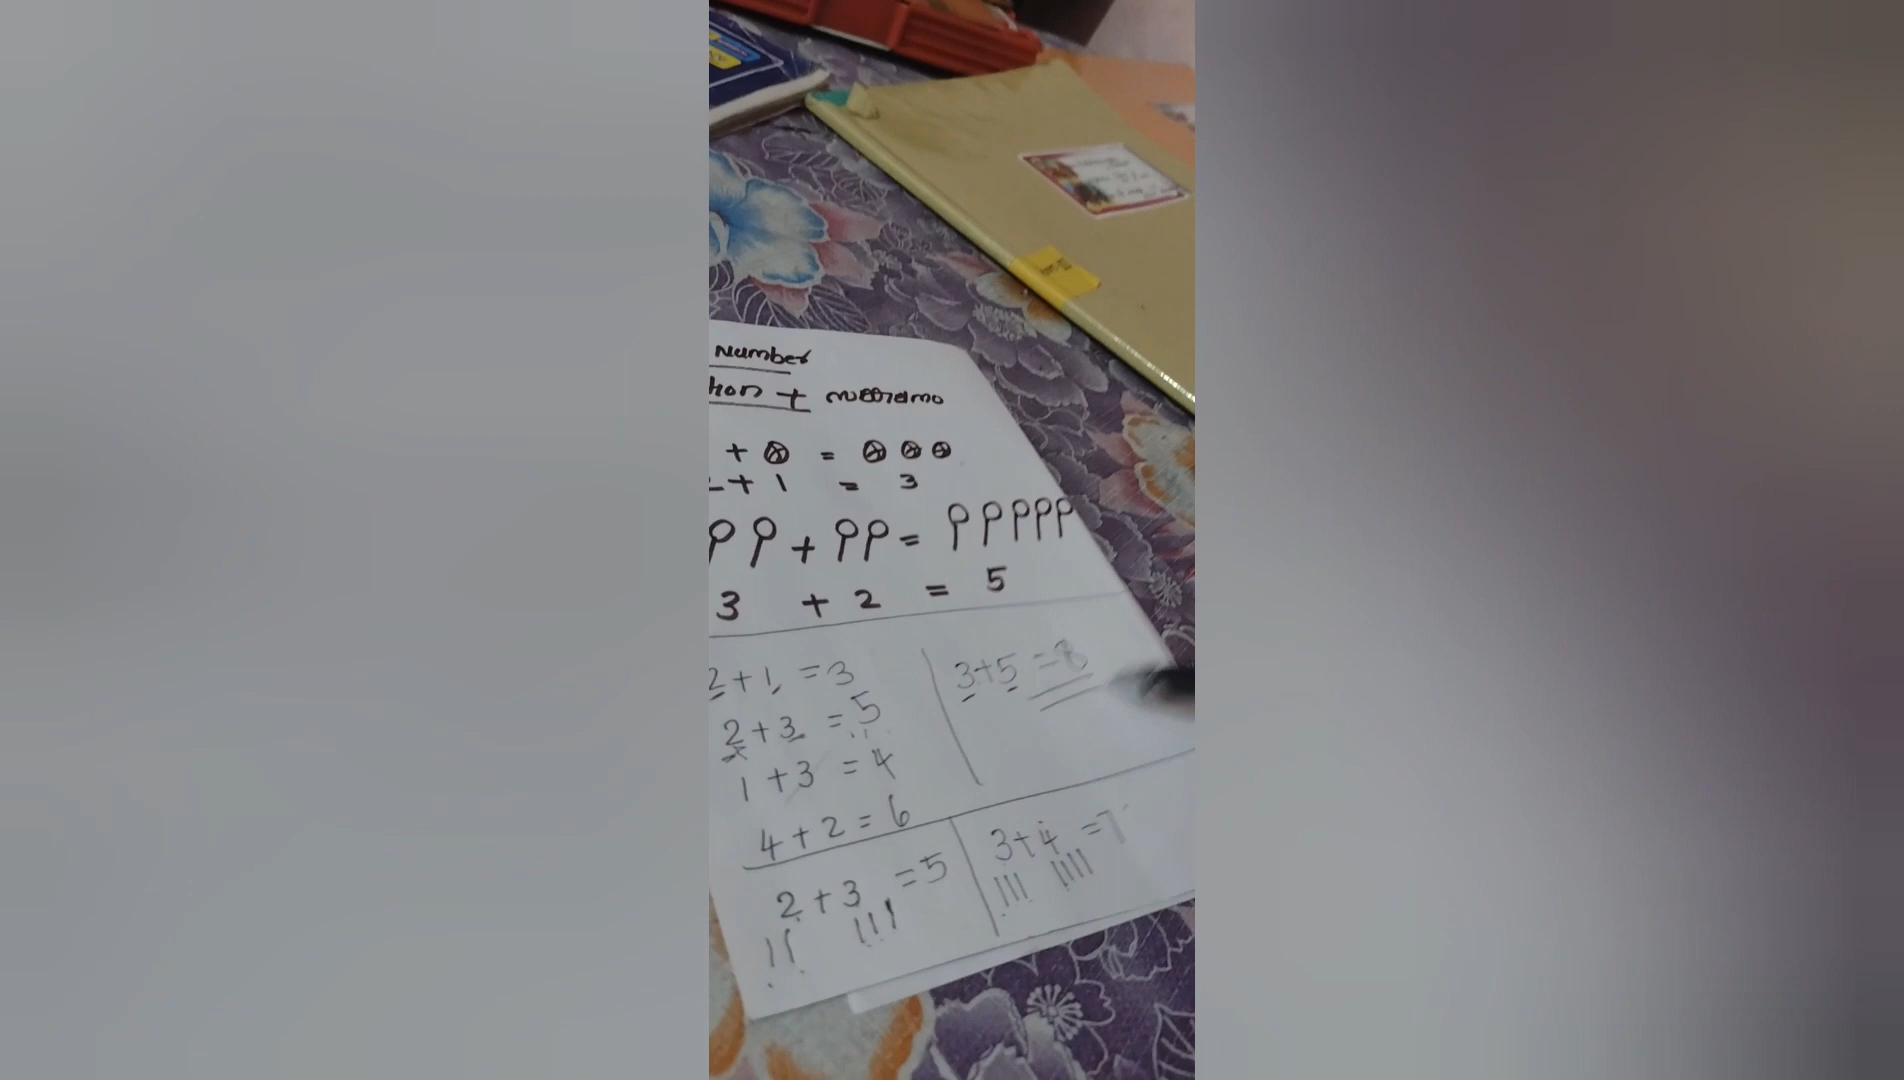 Number
+
+ =
+ 1 = 3
+ =
3 + 2 = 5
2 + 1 = 3
2 + 3 = 5
1 + 3 = 4
4 + 2 = 6
3+5 = 8
2 + 3 = 5
3+4 = 7